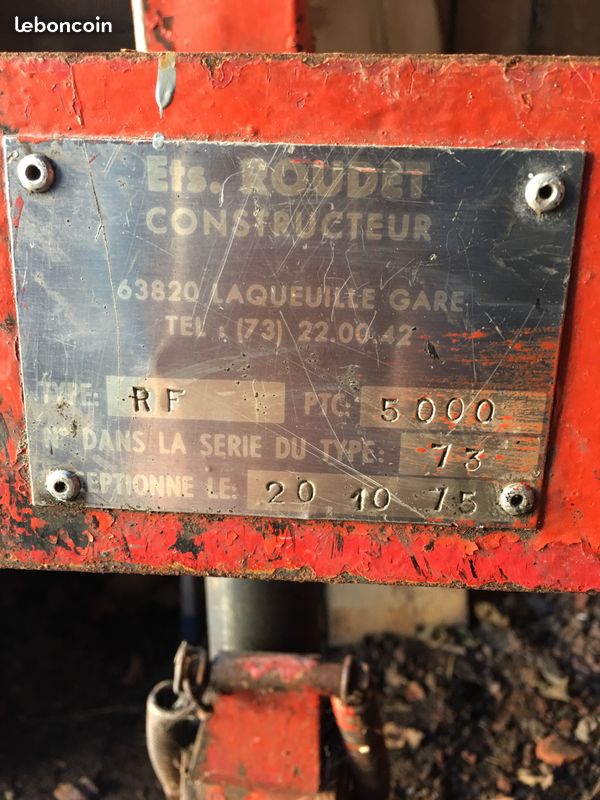 leboncoin
Ets. ROUDET
CONSTRUCTEUR
63820 LAQUEUILLE GARE
TEL : (73) 22.00.42
TYPE: RF PTC: 5000
N° DANS LA SERIE DU TYPE: 73
EPTIONNE LE: 20 10 75